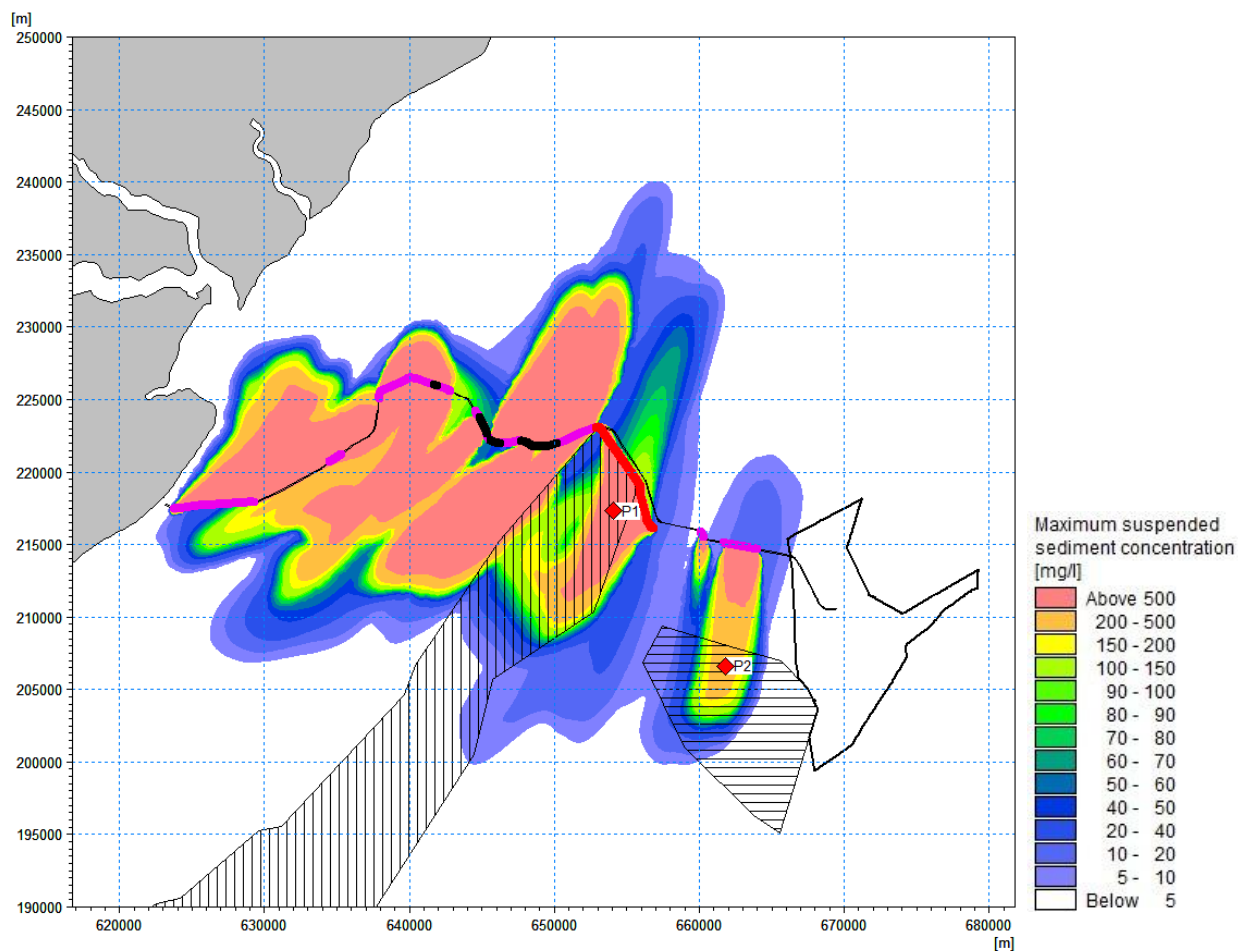 [m]
250000
245000
240000
235000
230000
225000
220000
215000
210000
205000
200000
195000
190000
620000 630000 640000 650000 660000 670000 680000
[m]
P1
P2
Maximum suspended
sediment concentration
[mg/l]
Above 500
200 - 500
150 - 200
100 - 150
90 - 100
80 - 90
70 - 80
60 - 70
50 - 60
40 - 50
20 - 40
10 - 20
5 - 10
Below 5